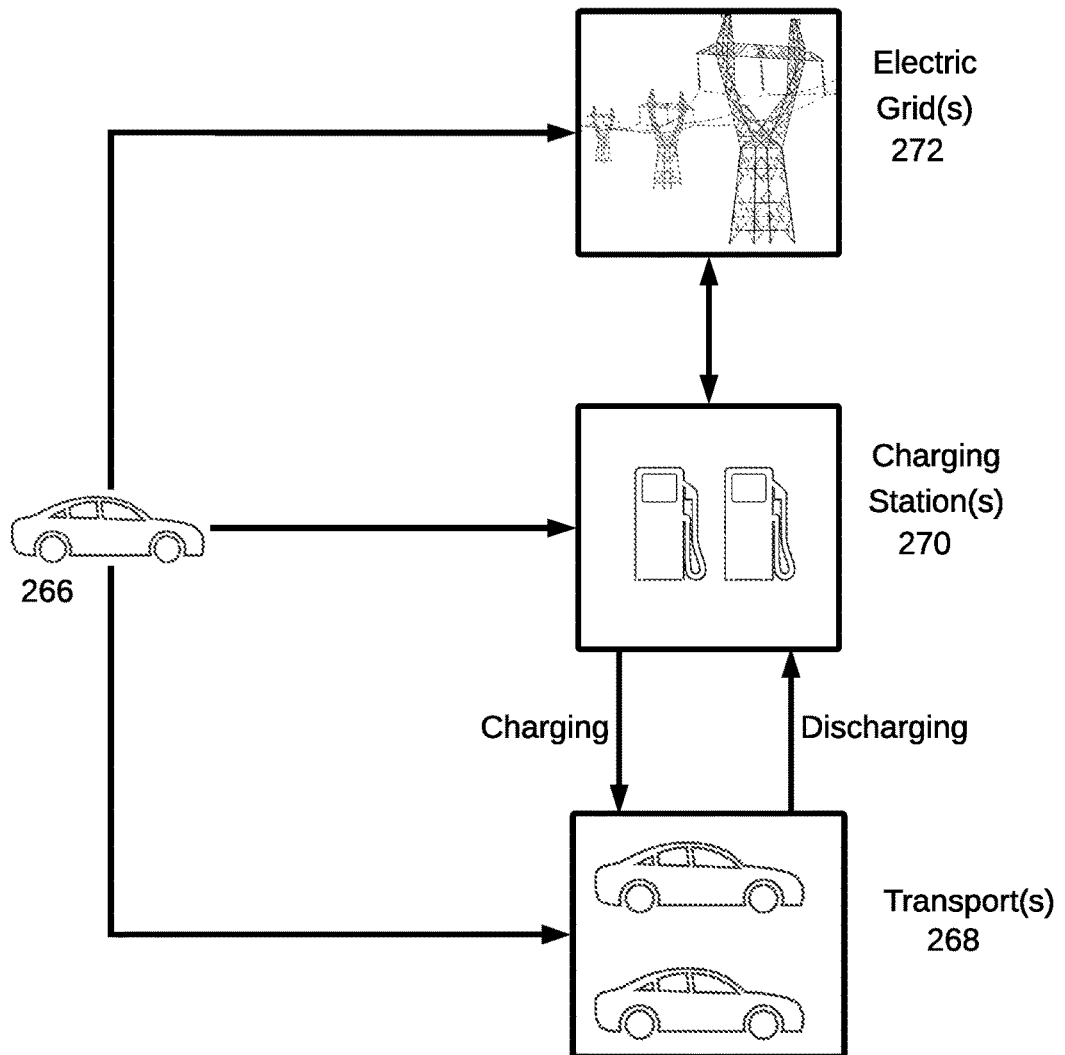 Electric
Grid(s)
272
Charging
Station(s)
270
266
Charging
Discharging
Transport(s)
268